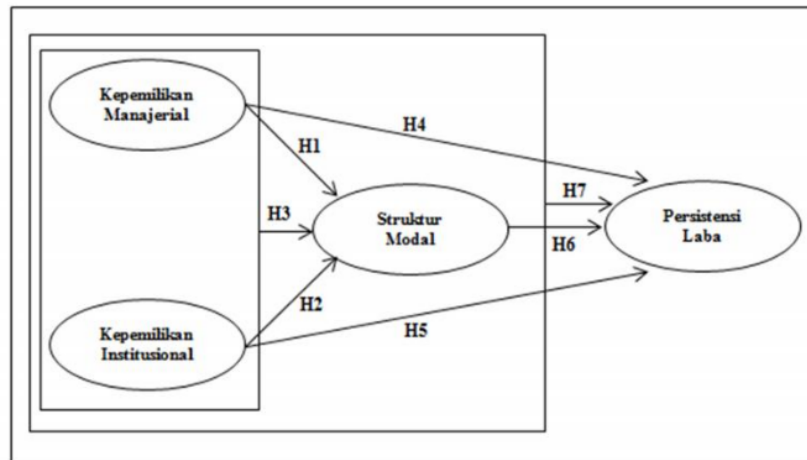 Kepemilikan
Manajerial
H4
H1
H7
H3
Struktur
Modal
Persistensi
Laba
H6
H2
H5
Kepemilikan
Institusional